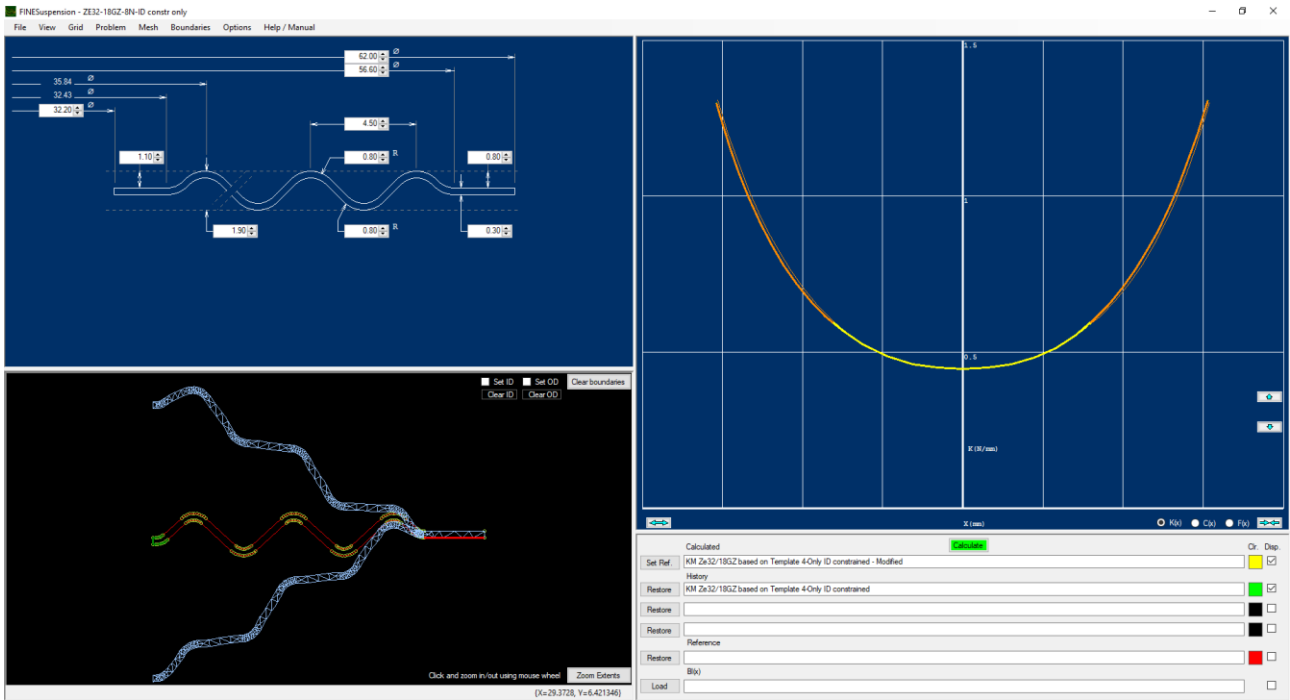 FINESuspension - ZE32-18GZ-8N-ID constr only
File View Grid Problem Mesh Boundaries Options Help / Manual
62.00 Ø
56.60 Ø
35.84 Ø
32.43 Ø
32.20 Ø
4.50
1.10
0.80 R
0.80
1.90
0.80 R
0.30
1.5
1
0.5
K(N/mm)
X(mm)
K(x) C(x) F(x)
Set ID Set OD Clear boundaries
Clear ID Clear OD
Click and zoom in/out using mouse wheel Zoom Extents
{X=29.3728, Y=6.421346}
Calculated Calculate Clr. Disp.
Set Ref. KM Ze32/18GZ based on Template 4-Only ID constrained - Modified
History
Restore KM Ze32/18GZ based on Template 4-Only ID constrained
Restore
Restore
Reference
Restore
Bl(x)
Load